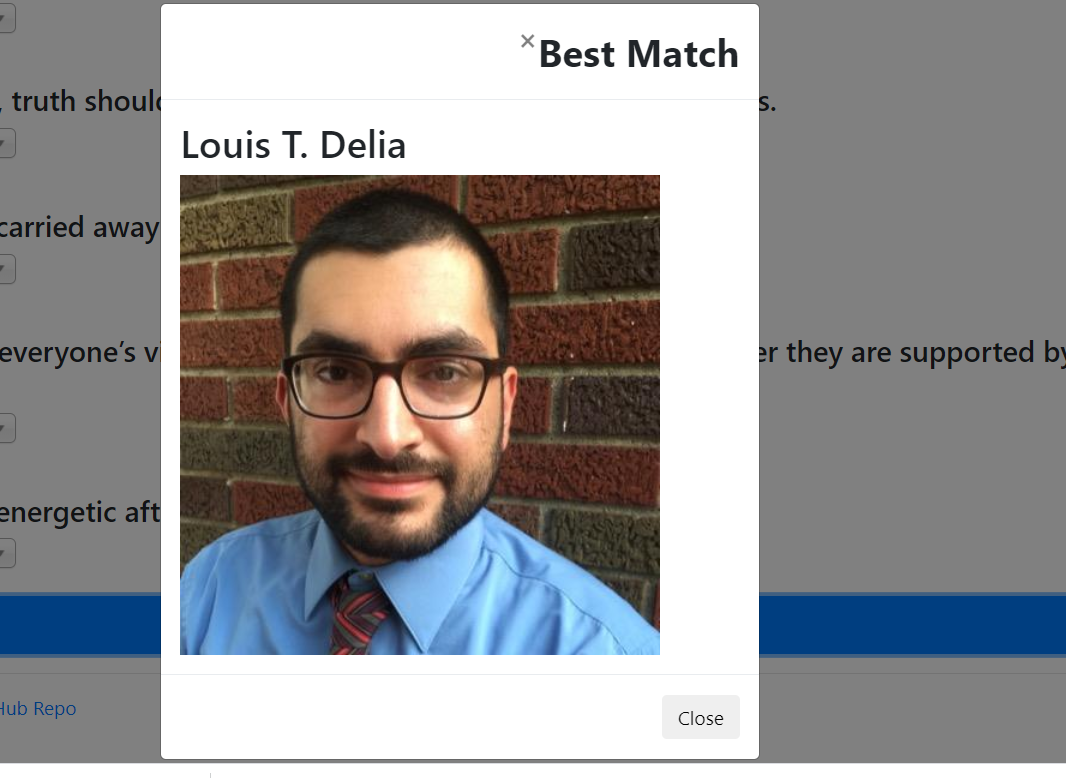 × Best Match
Louis T. Delia
, truth should
s.
carried away
everyone’s vi
er they are supported by
energetic aft
Hub Repo
Close